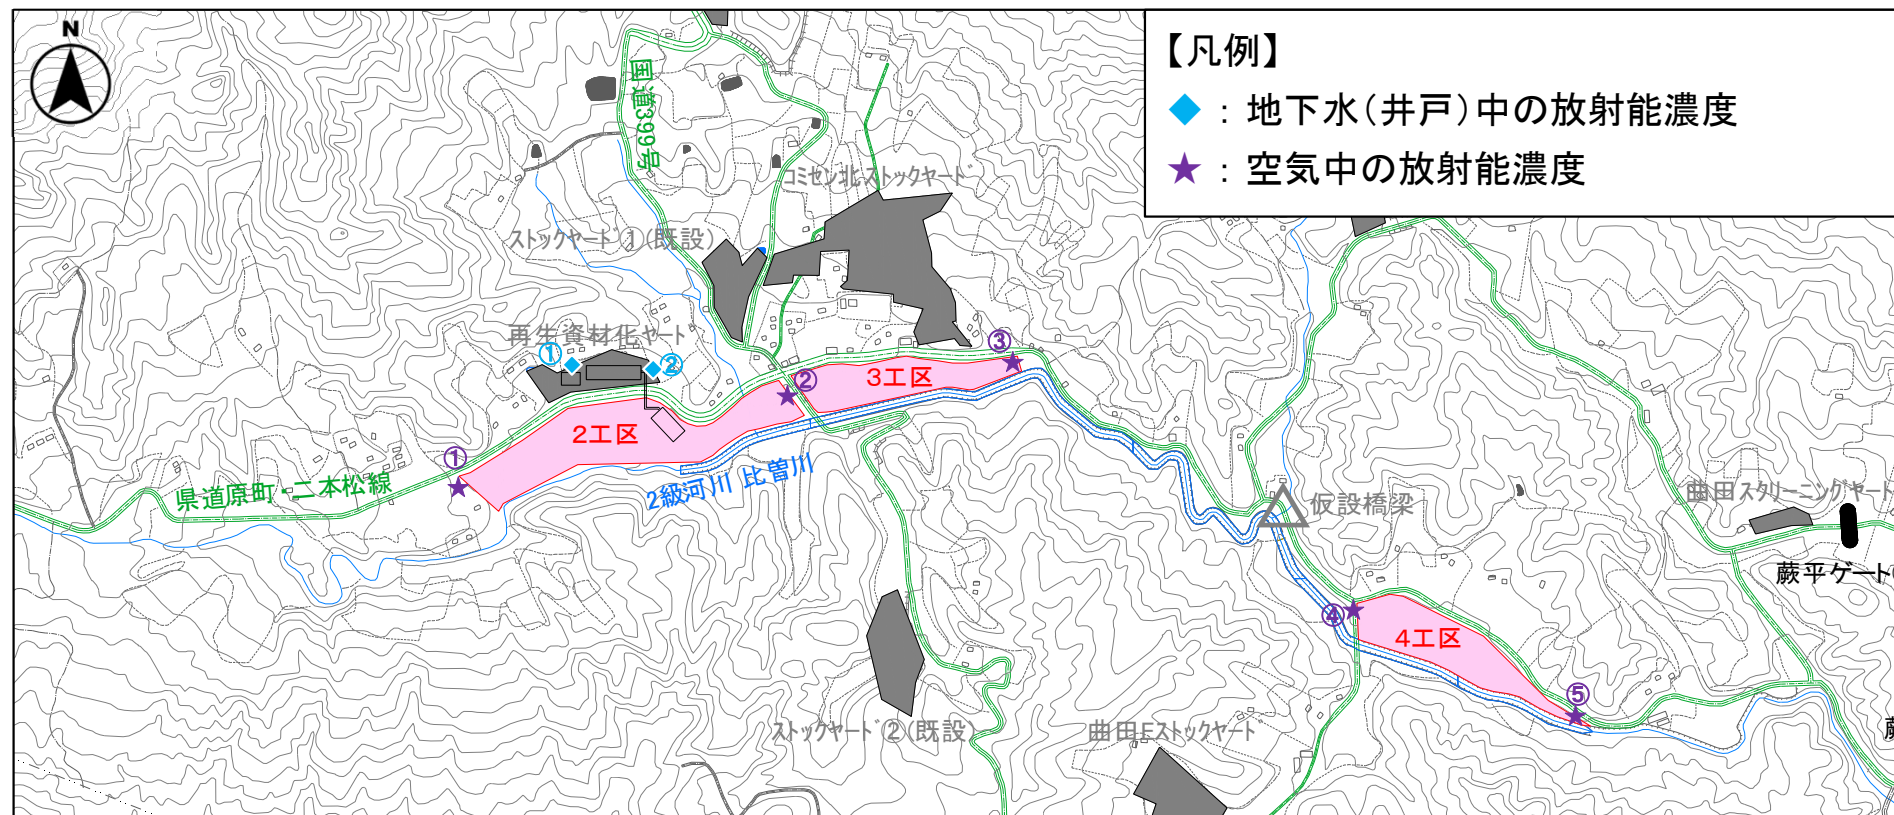 N
【凡例】
◆ : 地下水(井戸)中の放射能濃度
★ : 空気中の放射能濃度
国道399号
コミセン北ストックヤード
ストックヤード①(既設)
再生資材化ヤード
①
②
③
3工区
②
2工区
①
県道原町・二本松線
2級河川 比曽川
仮設橋梁
曲田スクリーニングヤード
蕨平ゲート
④
4工区
⑤
ストックヤード②(既設)
曲田Eストックヤード